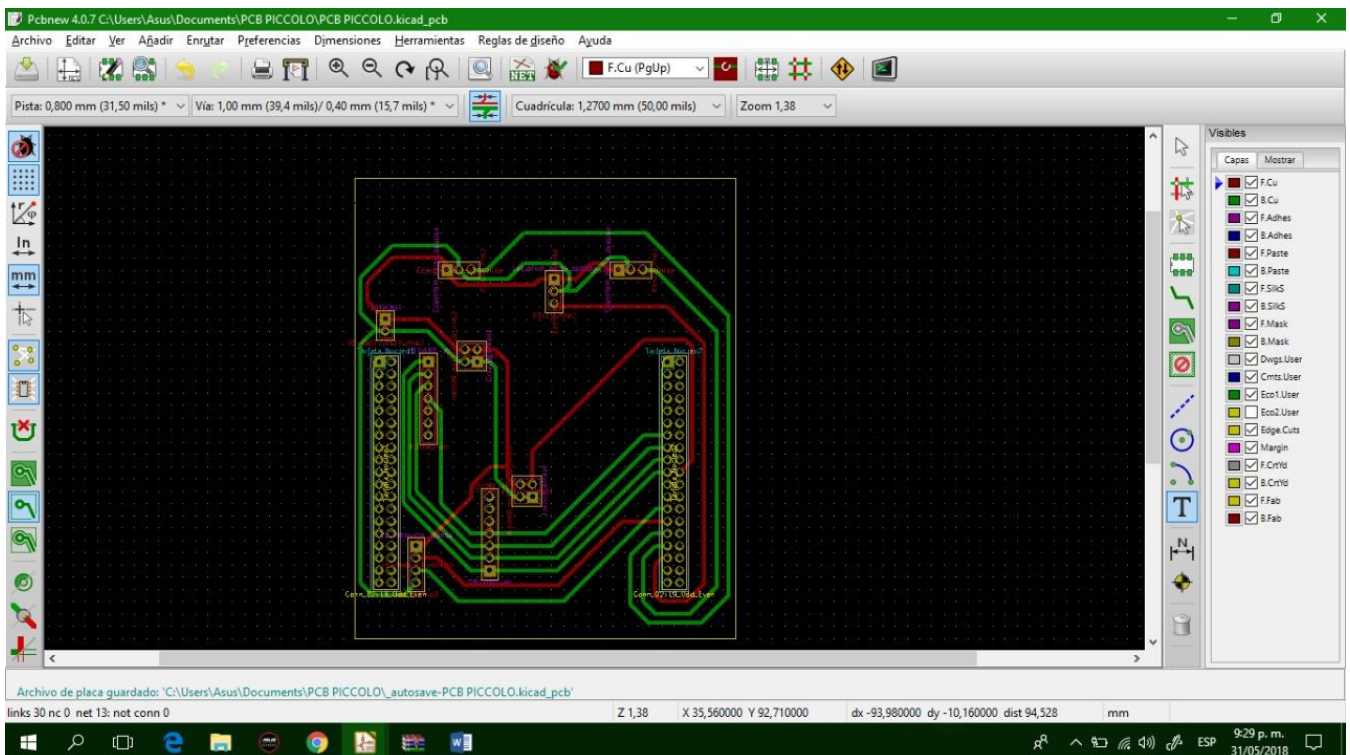 Pcbnew 4.0.7 C:\Users\Asus\Documents\PCB PICCOLO\PCB PICCOLO.kicad_pcb
Archivo Editar Ver Añadir Enrutar Preferencias Dimensiones Herramientas Reglas de diseño Ayuda
NET F.Cu (PgUp)
Pista: 0,800 mm (31,50 mils) * Vía: 1,00 mm (39,4 mils)/ 0,40 mm (15,7 mils) * Cuadrícula: 1,2700 mm (50,00 mils) Zoom 1,38
Visibles
Capas Mostrar
F.Cu
B.Cu
F.Adhes
B.Adhes
F.Paste
B.Paste
F.SilkS
B.SilkS
F.Mask
B.Mask
Dwgs.User
Cmts.User
Eco1.User
Eco2.User
Edge.Cuts
Margin
F.CrtYd
B.CrtYd
F.Fab
B.Fab
In
mm
T
N
Conn_02x19_Odd_Even Conn_02x19_Odd_Even
Archivo de placa guardado: 'C:\Users\Asus\Documents\PCB PICCOLO\_autosave-PCB PICCOLO.kicad_pcb'
links 30 nc 0 net 13: not conn 0 Z 1,38 X 35,560000 Y 92,710000 dx -93,980000 dy -10,160000 dist 94,528 mm
ESP 9:29 p. m.
31/05/2018